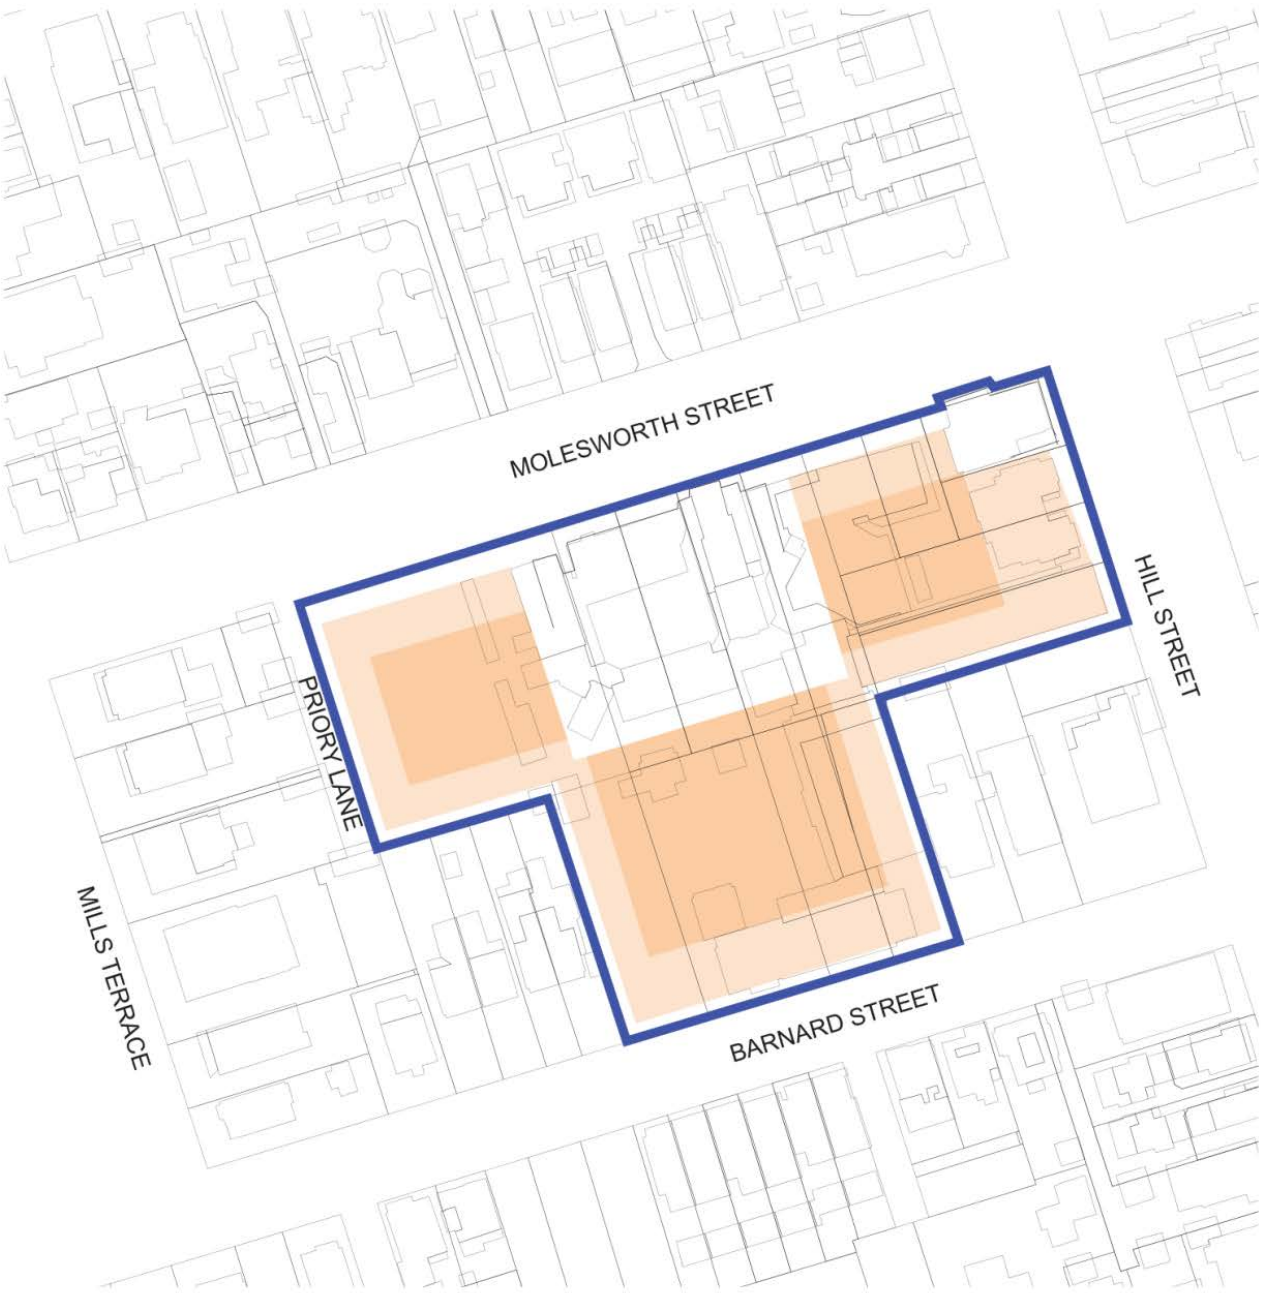 MOLESWORTH STREET
HILL STREET
PRIORY LANE
MILLS TERRACE
BARNARD STREET